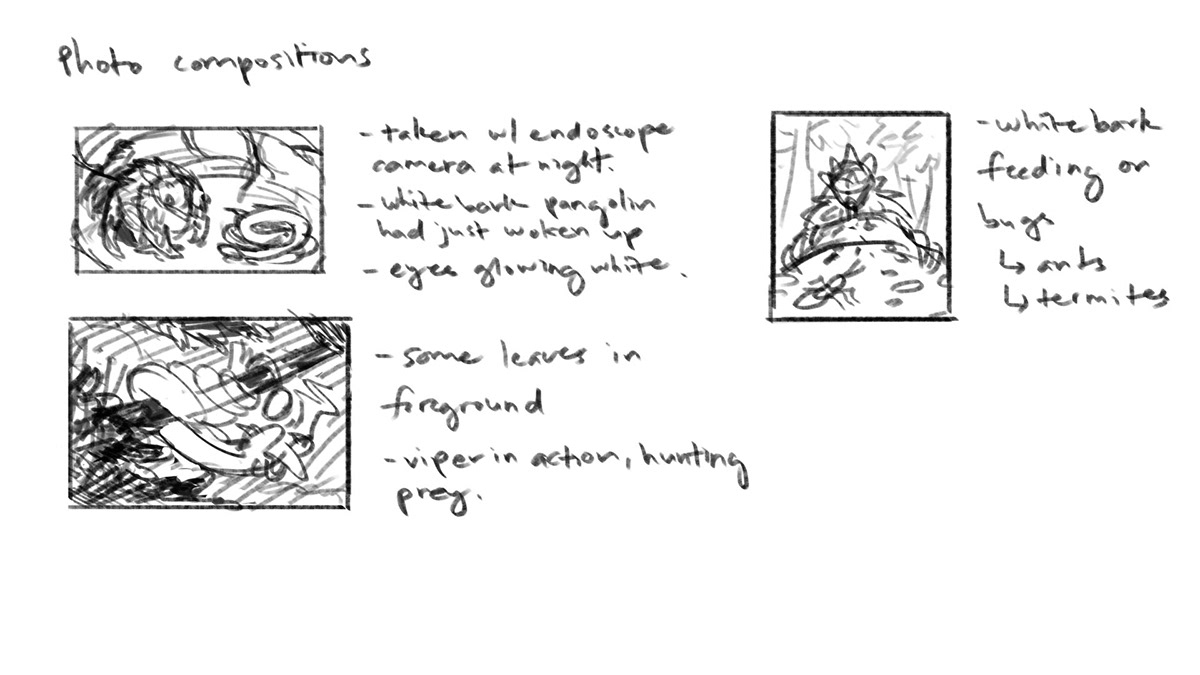 Photo compositions
- taken w/ endoscope
camera at night.
- white bark pangolin
had just woken up
- eyes glowing white.
- some leaves in
foreground
- viper in action, hunting
prey.
- white bark
feeding on
bugs
↳ ants
↳ termites